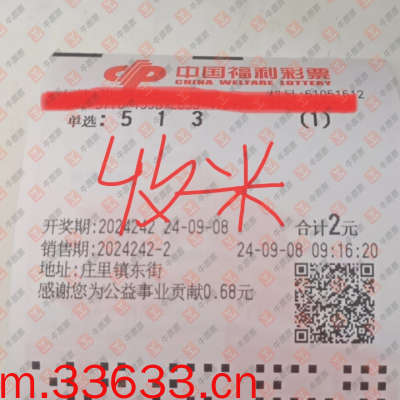 中国福利彩票
CHINA WELFARE LOTTERY
61051512
单选: 5 1 3 (1)
收米
开奖期:2024242 24-09-08 合计2元
销售期:2024242-2 24-09-08 09:16:20
地址:庄里镇东街
感谢您为公益事业贡献0.68元
m.33633.cn